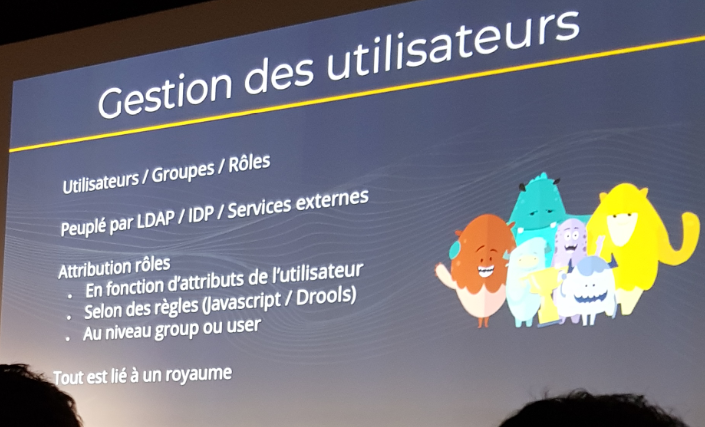 Gestion des utilisateurs
Utilisateurs / Groupes / Rôles
Peuplé par LDAP / IDP / Services externes
Attribution rôles
• En fonction d'attributs de l'utilisateur
• Selon des règles (Javascript / Drools)
• Au niveau group ou user
Tout est lié à un royaume